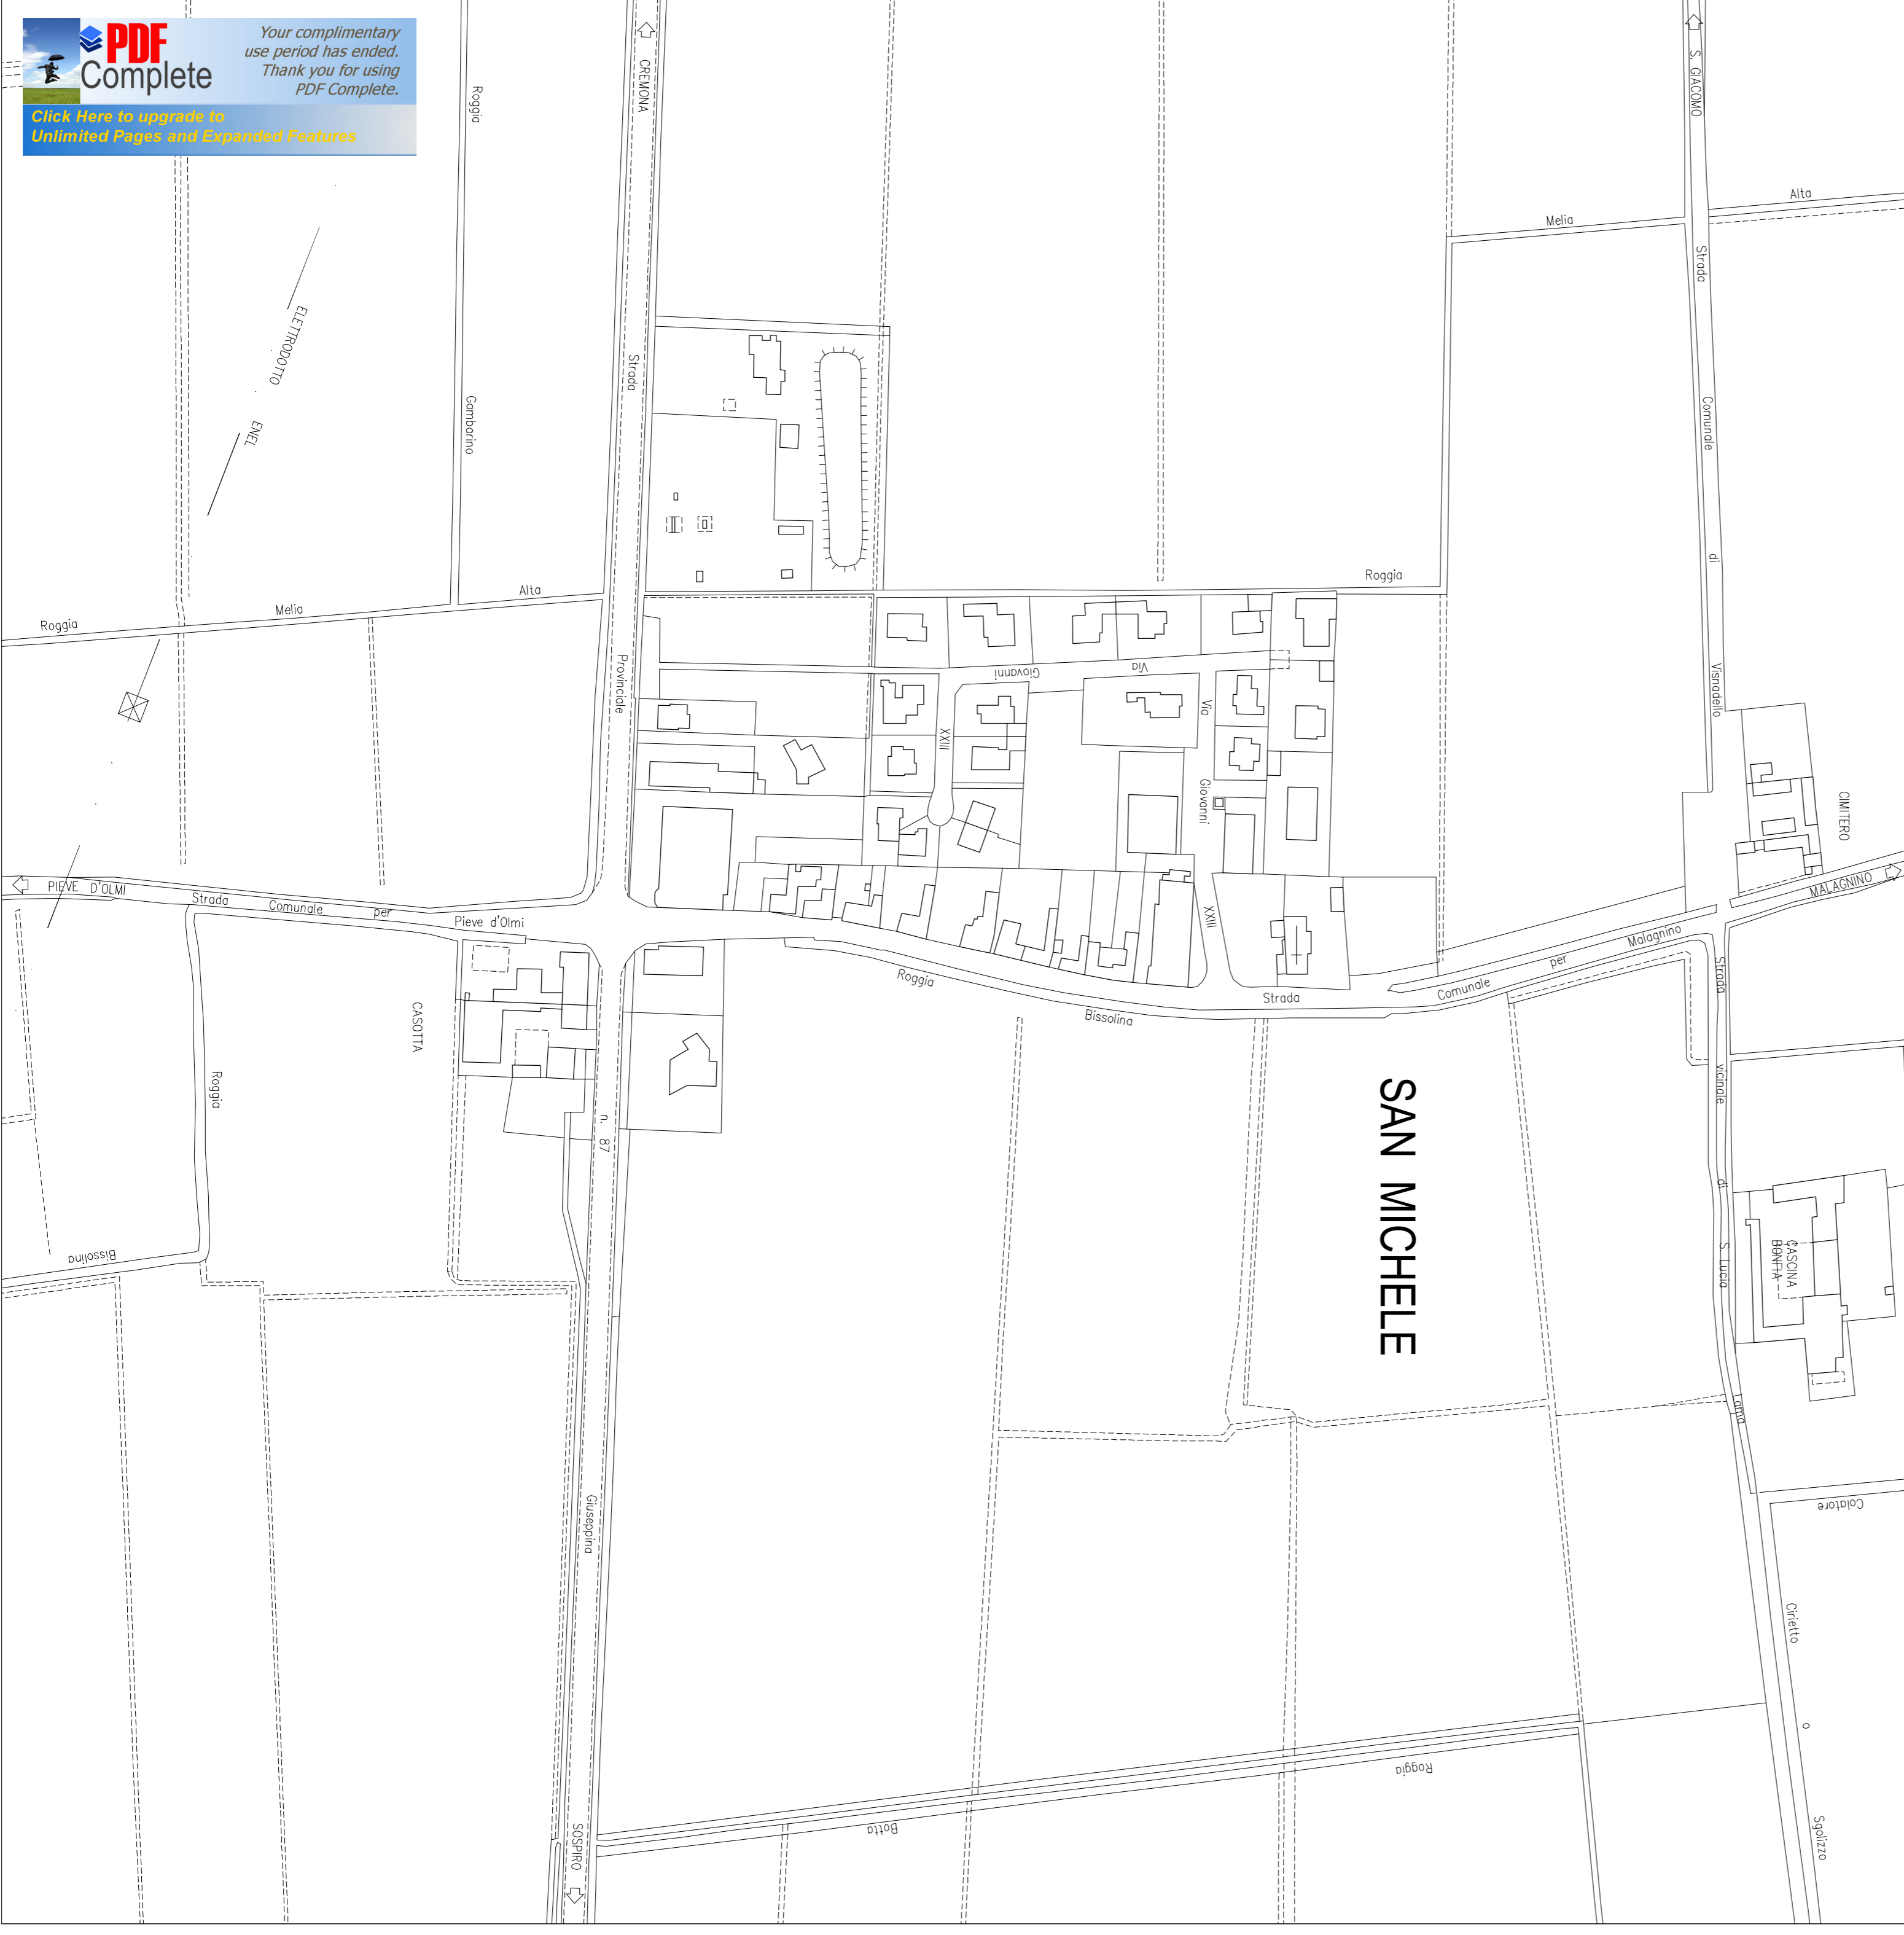 PDF
Complete
Your complimentary
use period has ended.
Thank you for using
PDF Complete.
Click Here to upgrade to
Unlimited Pages and Expanded Features
CREMONA
S. GIACOMO
Roggia
Gambarino
ELETTRODOTTO
ENEL
Strada
Provinciale
Melia
Alta
Strada
Comunale
di
Visnadello
Roggia
Melia
Alta
Roggia
Via
Giovanni
XXIII
Via
Giovanni
XXIII
CIMITERO
MALAGNINO
PIEVE D'OLMI
Strada
Comunale
per
Pieve d'Olmi
Roggia
Bissolina
Strada
Comunale
per
Malagnino
CASOTTA
Roggia
Bissolina
n. 87
Giuseppina
SOSPIRO
SAN MICHELE
Strada
vicinale
di
S. Lucia
Lama
CASCINA
BONFIA
Colatore
Cirietto
o
Sgolizzo
Roggia
Botta